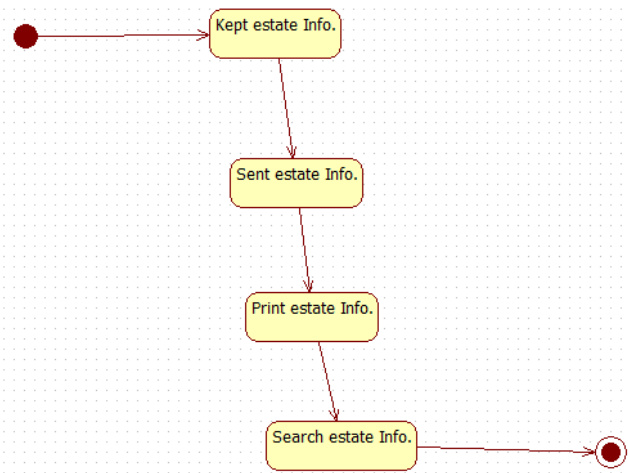 Kept estate Info.
Sent estate Info.
Print estate Info.
Search estate Info.